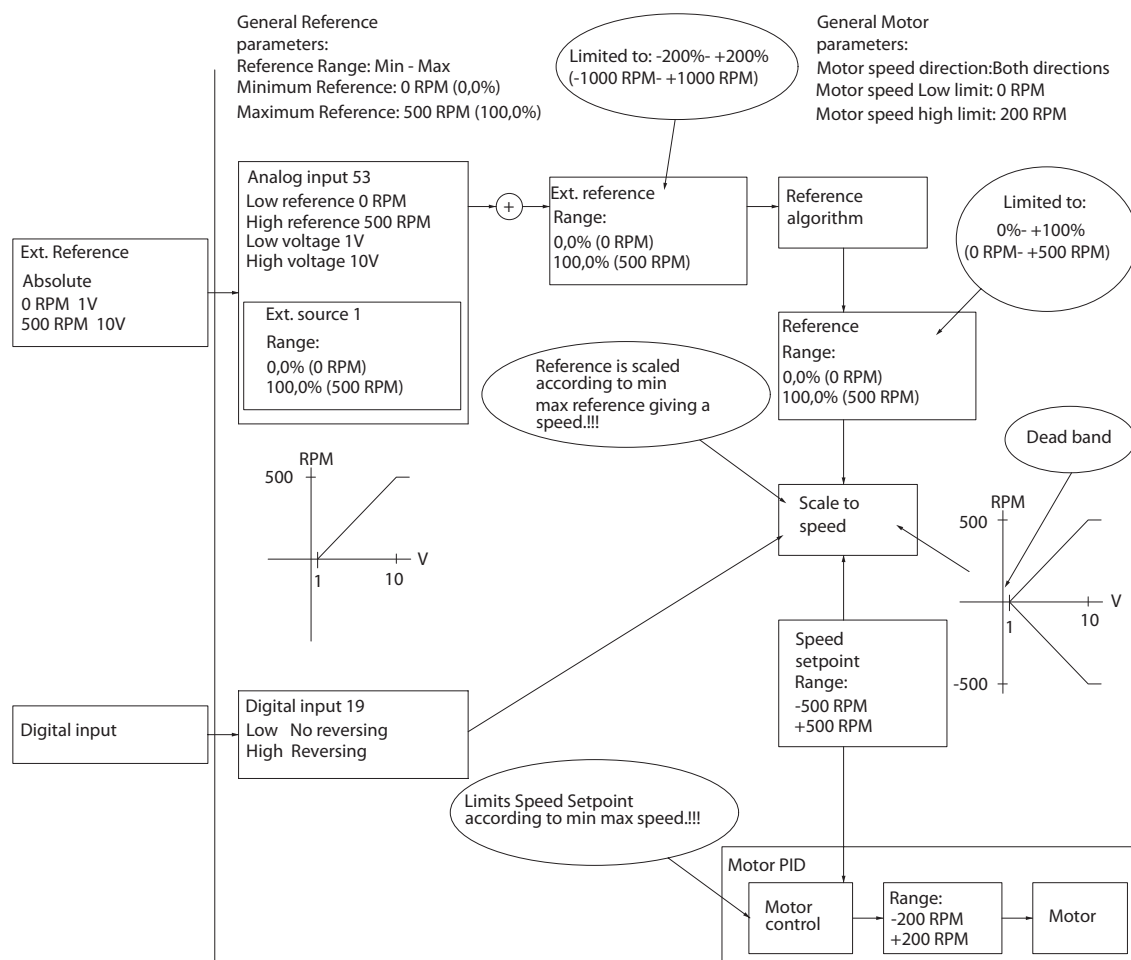 General Reference
parameters:
Reference Range: Min - Max
Minimum Reference: 0 RPM (0,0%)
Maximum Reference: 500 RPM (100,0%)
Limited to: -200%- +200%
(-1000 RPM- +1000 RPM)
General Motor
parameters:
Motor speed direction:Both directions
Motor speed Low limit: 0 RPM
Motor speed high limit: 200 RPM
Ext. Reference
Absolute
0 RPM 1V
500 RPM 10V
Analog input 53
Low reference 0 RPM
High reference 500 RPM
Low voltage 1V
High voltage 10V
Ext. source 1
Range:
0,0% (0 RPM)
100,0% (500 RPM)
+
Ext. reference
Range:
0,0% (0 RPM)
100,0% (500 RPM)
Reference
algorithm
Limited to:
0%- +100%
(0 RPM- +500 RPM)
Reference
Range:
0,0% (0 RPM)
100,0% (500 RPM)
Reference is scaled
according to min
max reference giving a
speed.!!!
Dead band
RPM
500
1
10
V
Scale to
speed
RPM
500
1
10
V
-500
Speed
setpoint
Range:
-500 RPM
+500 RPM
Digital input
Digital input 19
Low No reversing
High Reversing
Limits Speed Setpoint
according to min max speed.!!!
Motor PID
Motor
control
Range:
-200 RPM
+200 RPM
Motor